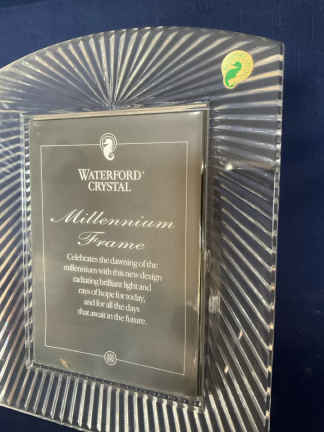 WATERFORD®
CRYSTAL
Millennium
Frame
Celebrates the dawning of the
millennium with this new design
radiating brilliant light and
rays of hope for today,
and for all the days
that await in the future.